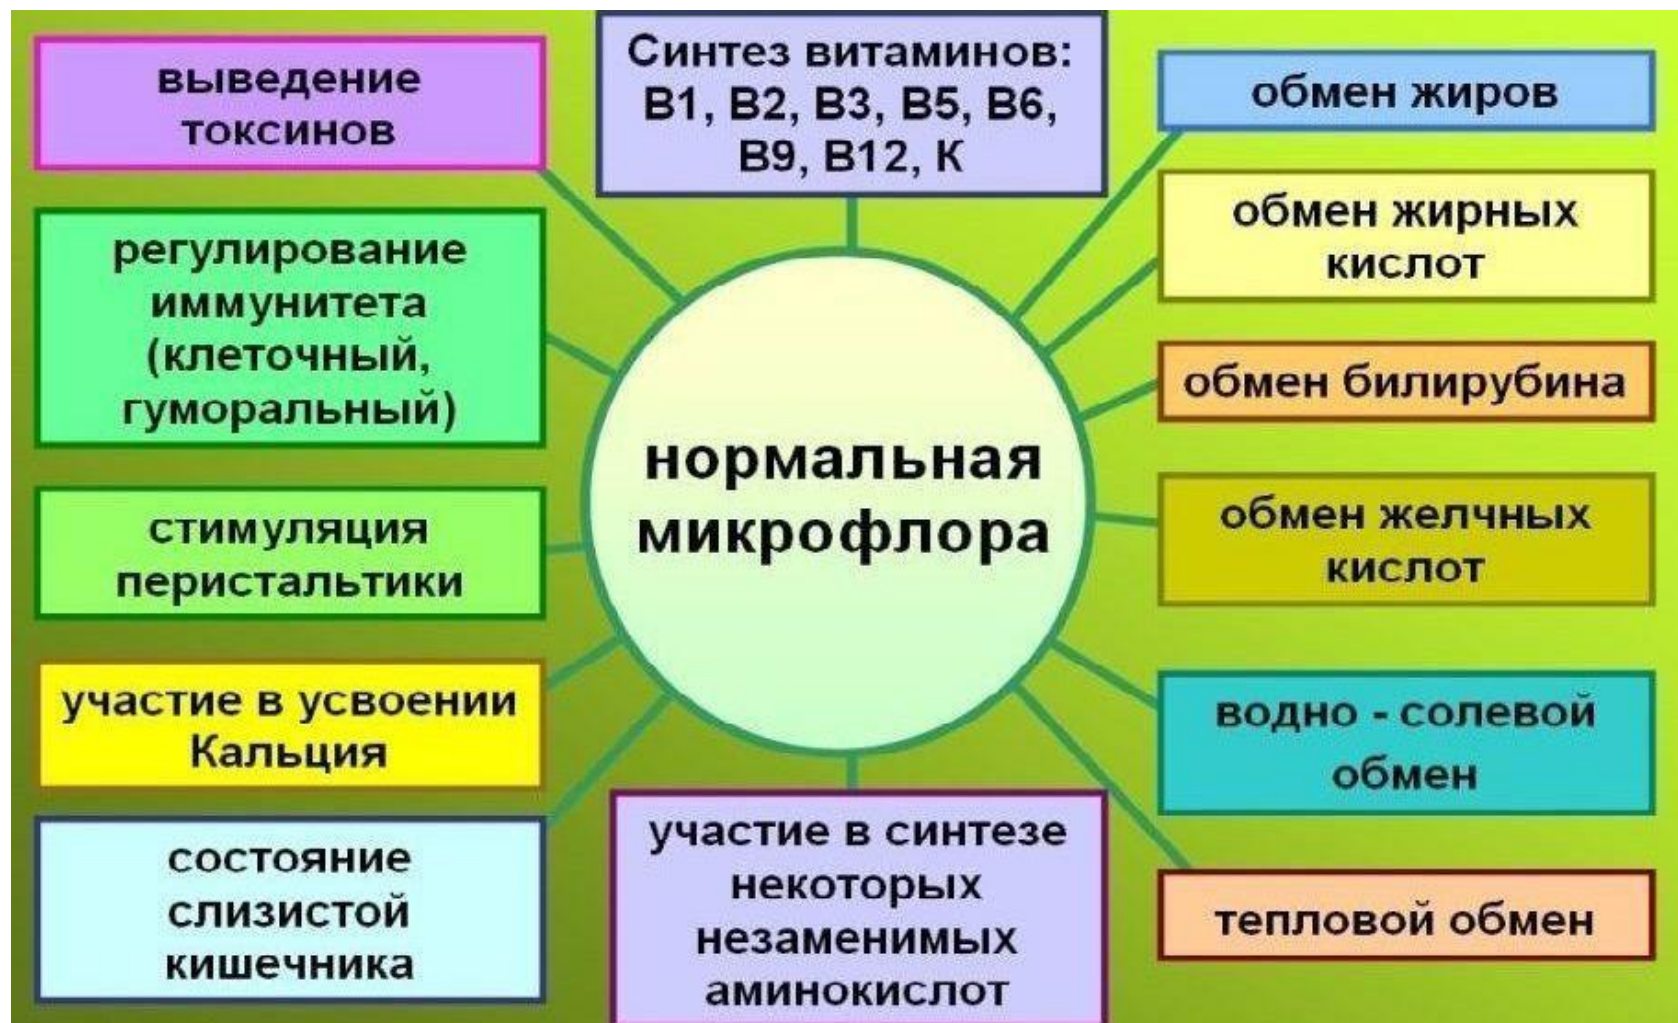 выведение
токсинов
регулирование
иммунитета
(клеточный,
гуморальный)
стимуляция
перистальтики
участие в усвоении
Кальция
состояние
слизистой
кишечника
Синтез витаминов:
В1, В2, В3, В5, В6,
В9, В12, К
нормальная
микрофлора
участие в синтезе
некоторых
незаменимых
аминокислот
обмен жиров
обмен жирных
кислот
обмен билирубина
обмен желчных
кислот
водно - солевой
обмен
тепловой обмен